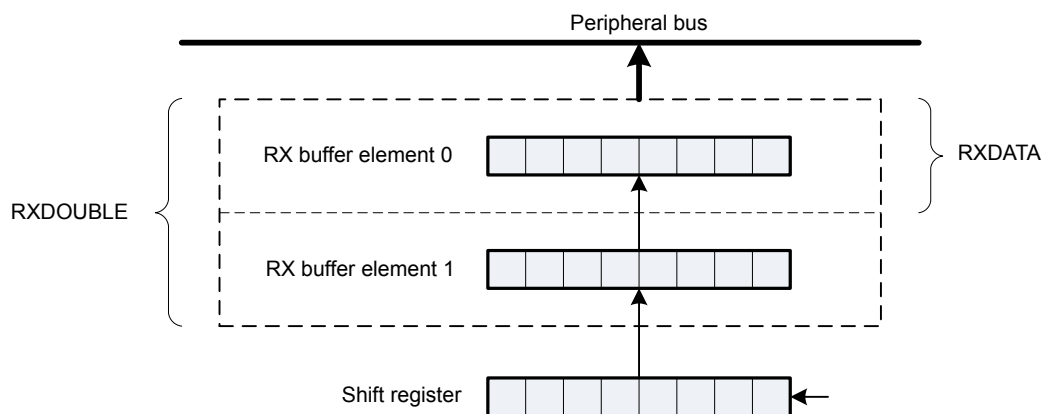 Peripheral bus
RX buffer element 0
RXDATA
RXDOUBLE
RX buffer element 1
Shift register